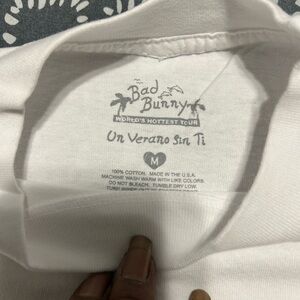 Bad
Bunny
WORLD'S HOTTEST TOUR
Un Verano Sin Ti
M
100% COTTON. MADE IN THE U.S.A.
MACHINE WASH WARM WITH LIKE COLORS.
DO NOT BLEACH. TUMBLE DRY LOW.